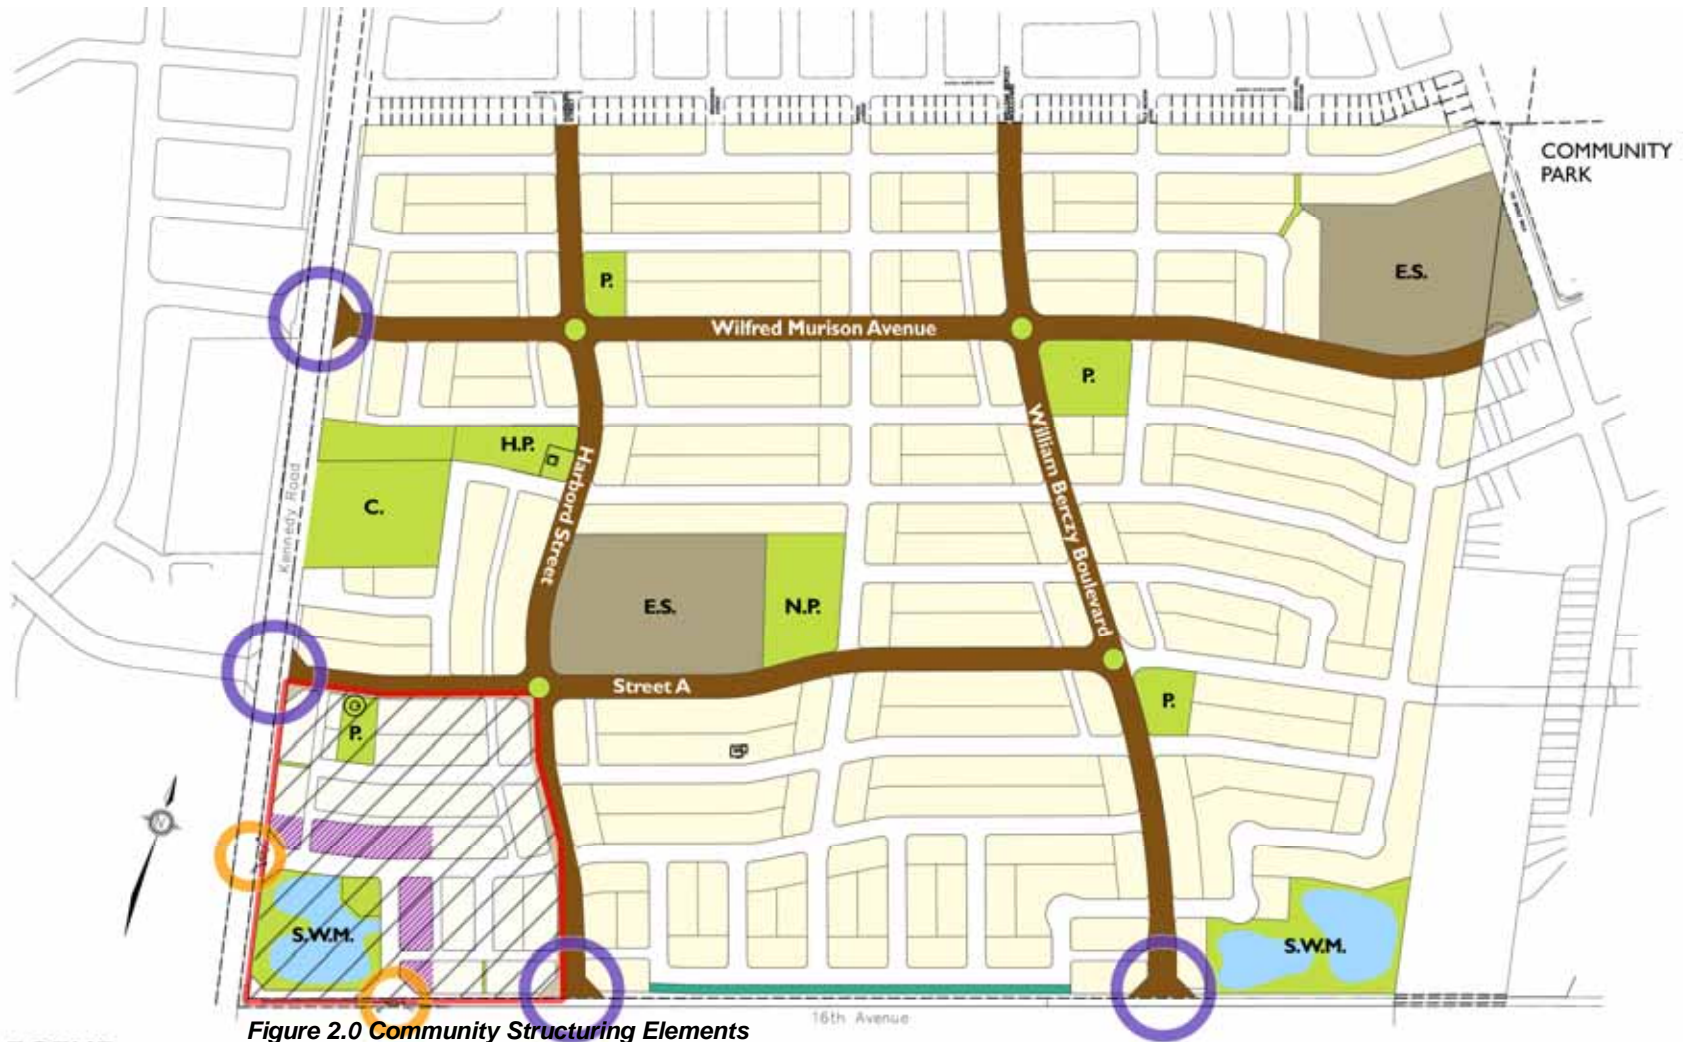 COMMUNITY
PARK
E.S.
P.
Wilfred Murison Avenue
P.
H.P.
William Berczy Boulevard
Harbord Street
Kennedy Road
C.
E.S.
N.P.
Street A
P.
P.
S.W.M.
S.W.M.
16th Avenue
Figure 2.0 Community Structuring Elements